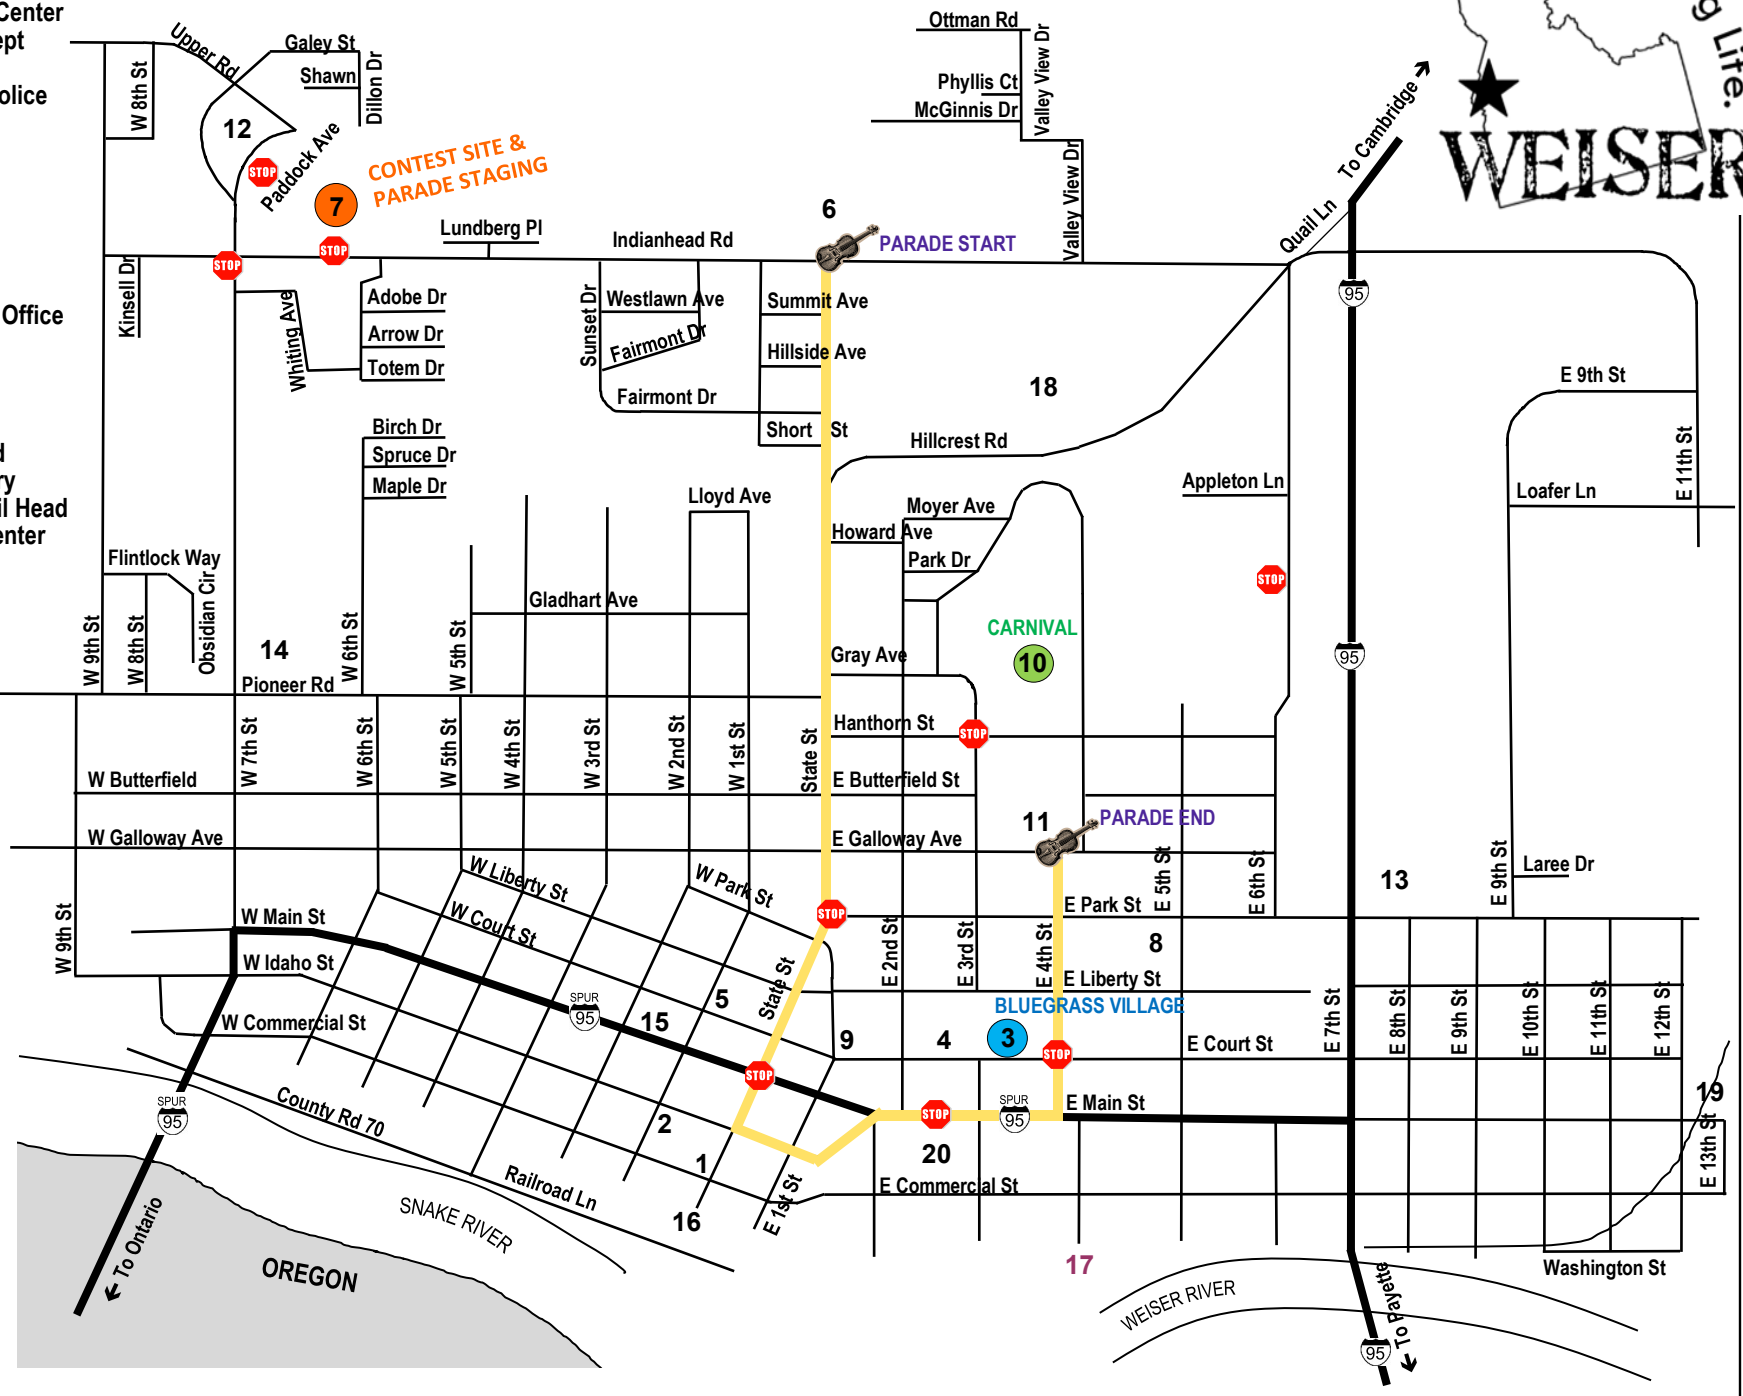 Center
ept
olice
Office
d
ry
il Head
enter
g Life.
WEISER
Ottman Rd
Valley View Dr
Phyllis Ct
McGinnis Dr
Valley View Dr
To Cambridge
Quail Ln
Upper Rd
Galey St
Shawn
Dillon Dr
W 8th St
12
STOP
Paddock Ave
7
CONTEST SITE &
PARADE STAGING
6
PARADE START
Lundberg Pl
Indianhead Rd
STOP
STOP
Kinsell Dr
Whiting Ave
Adobe Dr
Arrow Dr
Totem Dr
Sunset Dr
Westlawn Ave
Fairmont Dr
Fairmont Dr
Summit Ave
Hillside Ave
Short St
95
18
E 9th St
Hillcrest Rd
Birch Dr
Spruce Dr
Maple Dr
Lloyd Ave
Moyer Ave
Howard Ave
Park Dr
Appleton Ln
Loafer Ln
E 11th St
Flintlock Way
Obsidian Cir
W 9th St
W 8th St
14
W 6th St
W 5th St
Gladhart Ave
STOP
CARNIVAL
10
Gray Ave
95
Pioneer Rd
W 7th St
W 6th St
W 5th St
W 4th St
W 3rd St
W 2nd St
W 1st St
State St
Hanthorn St
STOP
W Butterfield
E Butterfield St
W Galloway Ave
E Galloway Ave
11
PARADE END
E 5th St
E 6th St
13
E 9th St
Laree Dr
W Liberty St
W Park St
W Court St
W 9th St
W Main St
W Idaho St
W Commercial St
STOP
E Park St
E 2nd St
E 3rd St
E 4th St
8
E Liberty St
State St
5
SPUR
95
15
BLUEGRASS VILLAGE
9
4
3
STOP
E Court St
E 7th St
E 8th St
E 9th St
E 10th St
E 11th St
E 12th St
STOP
SPUR
95
County Rd 70
2
STOP
SPUR
95
E Main St
19
E 13th St
1
20
Railroad Ln
E Commercial St
E 1st St
16
SNAKE RIVER
To Ontario
OREGON
17
WEISER RIVER
Washington St
To Payette
95